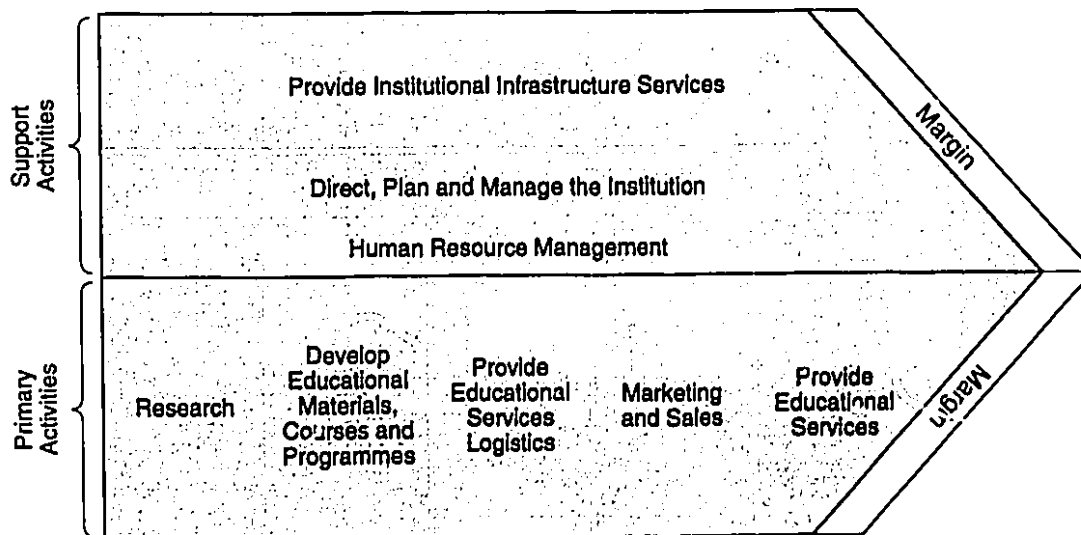 Support
Activities
Provide Institutional Infrastructure Services
Direct, Plan and Manage the Institution
Human Resource Management
Margin
Primary
Activities
Research
Develop
Educational
Materials,
Courses and
Programmes
Provide
Educational
Services
Logistics
Marketing
and Sales
Provide
Educational
Services
Margin